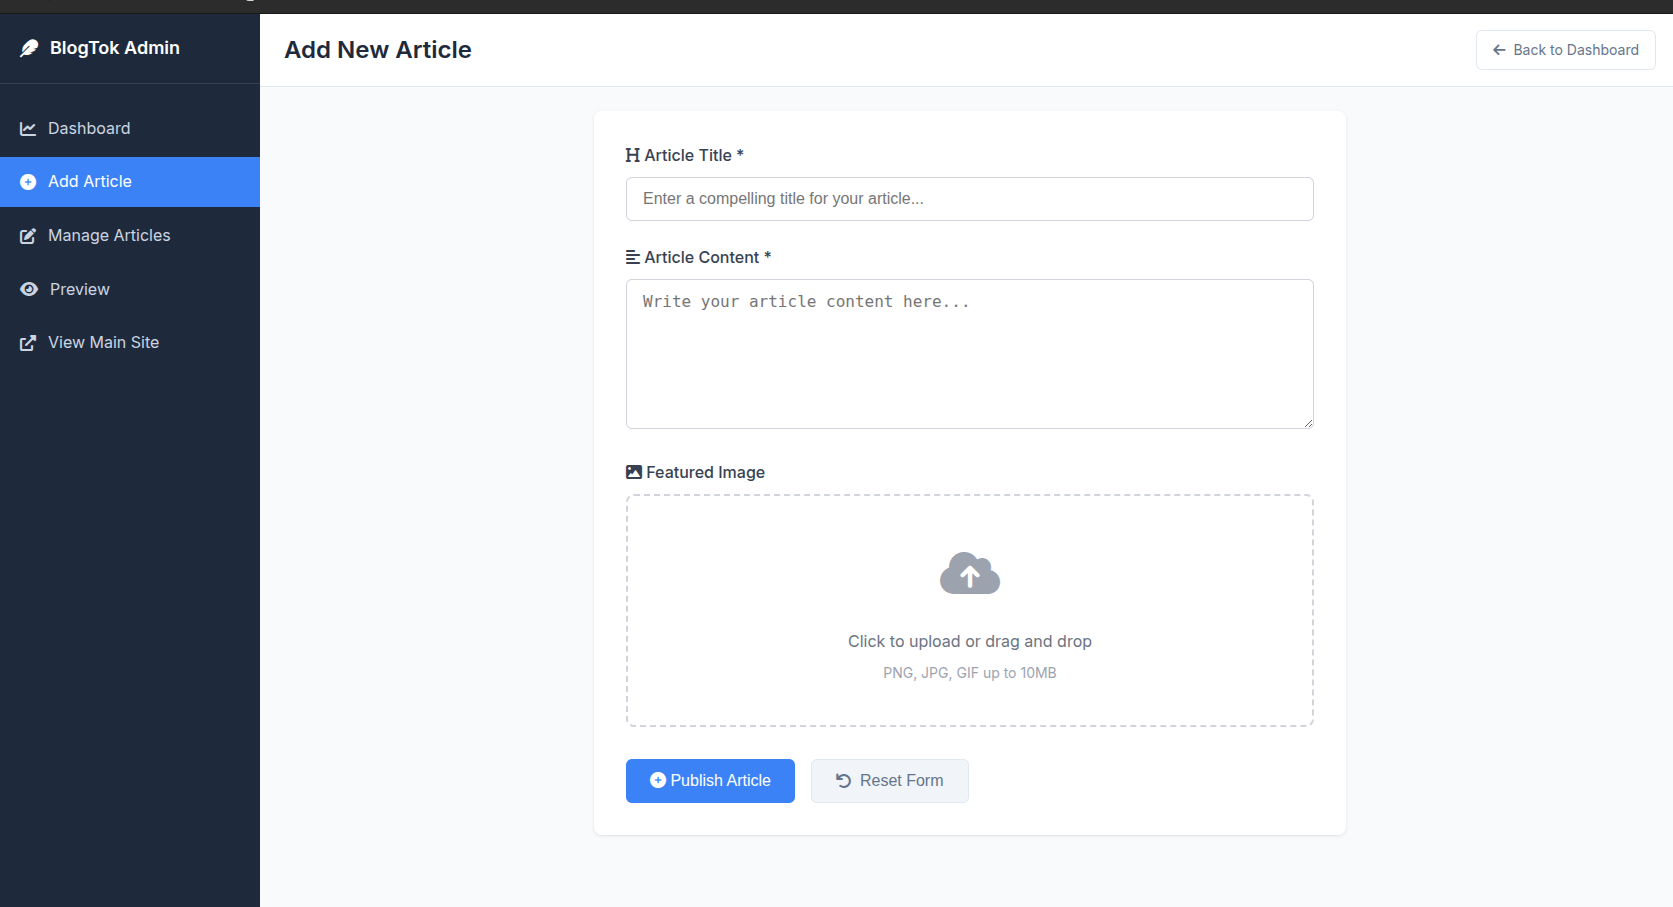 BlogTok Admin
Dashboard
Add Article
Manage Articles
Preview
View Main Site
Add New Article
Back to Dashboard
Article Title *
Enter a compelling title for your article...
Article Content *
Write your article content here...
Featured Image
Click to upload or drag and drop
PNG, JPG, GIF up to 10MB
Publish Article
Reset Form